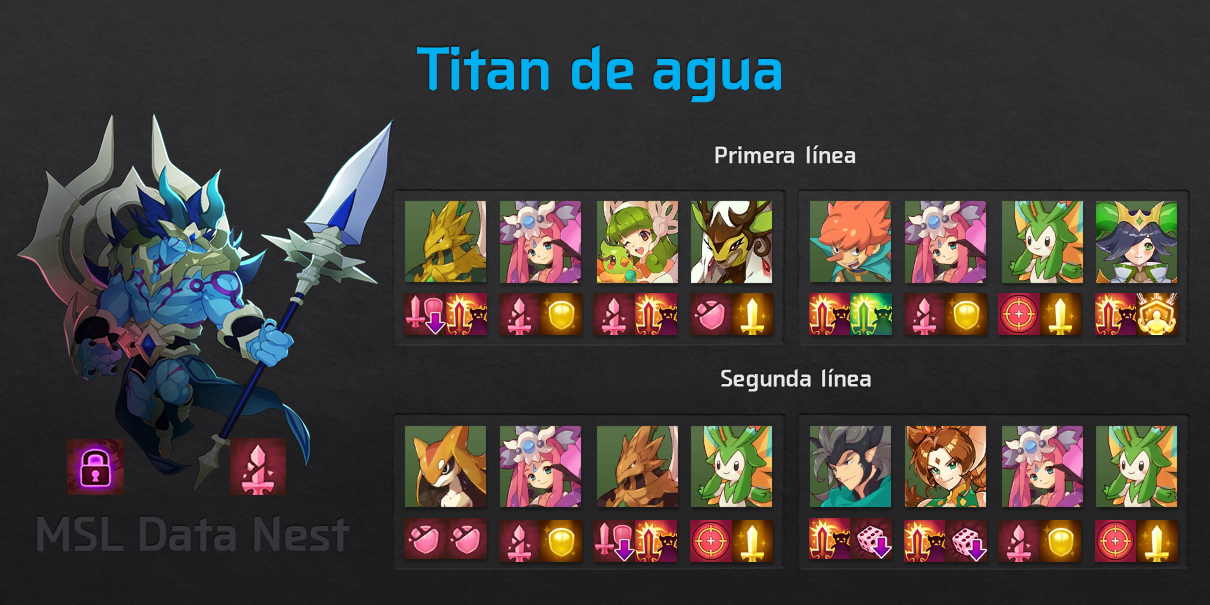 Titan de agua
Primera línea
Segunda línea
MSL Data Nest